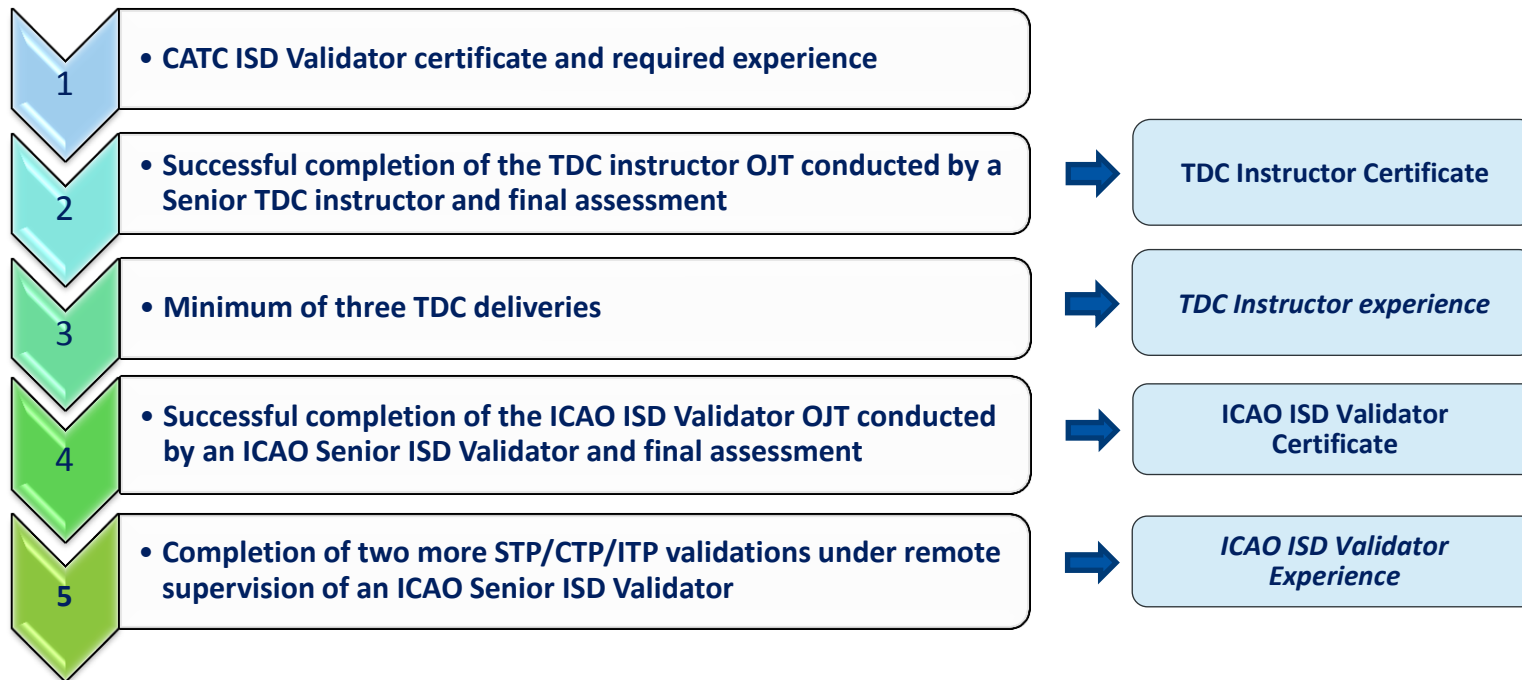 1
• CATC ISD Validator certificate and required experience
2
• Successful completion of the TDC instructor OJT conducted by a
Senior TDC instructor and final assessment
TDC Instructor Certificate
3
• Minimum of three TDC deliveries
TDC Instructor experience
4
• Successful completion of the ICAO ISD Validator OJT conducted
by an ICAO Senior ISD Validator and final assessment
ICAO ISD Validator
Certificate
5
• Completion of two more STP/CTP/ITP validations under remote
supervision of an ICAO Senior ISD Validator
ICAO ISD Validator
Experience